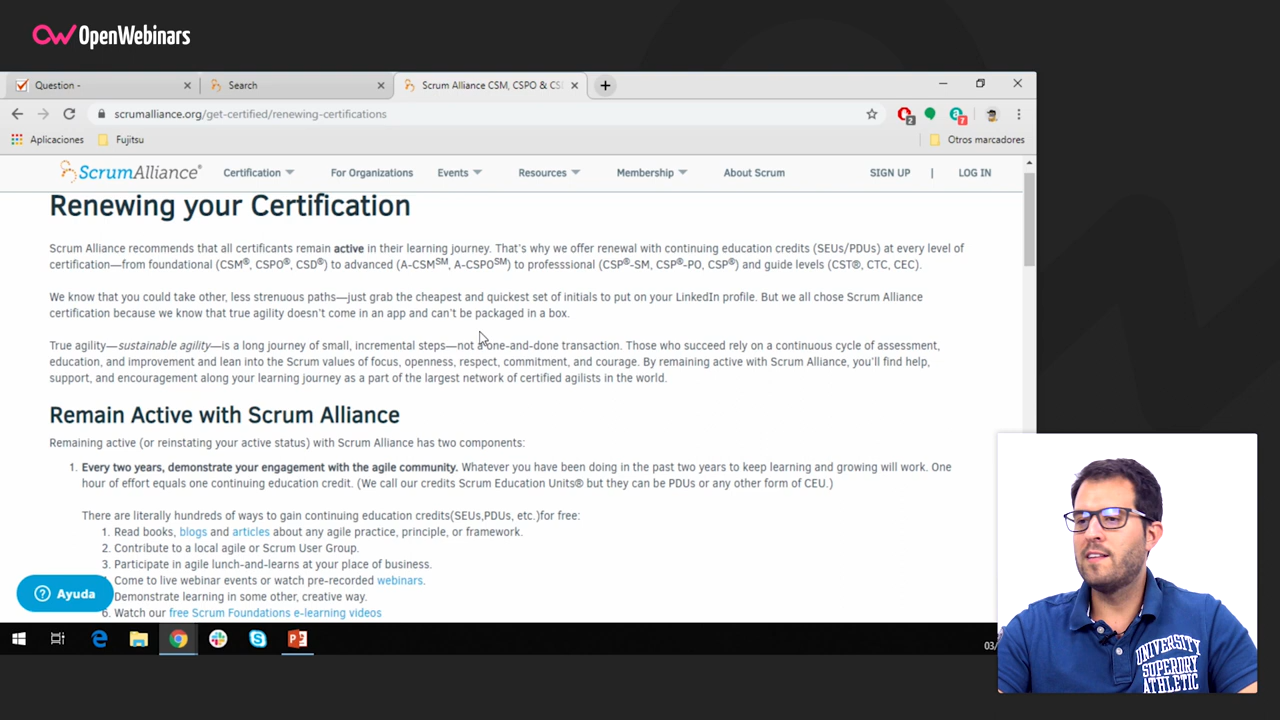 OW OpenWebinars
Question -
Search
Scrum Alliance CSM, CSPO & CS
scrumalliance.org/get-certified/renewing-certifications
2
7
Aplicaciones
Fujitsu
Otros marcadores
ScrumAlliance®
Certification
For Organizations
Events
Resources
Membership
About Scrum
SIGN UP | LOG IN
Renewing your Certification
Scrum Alliance recommends that all certificants remain active in their learning journey. That's why we offer renewal with continuing education credits (SEUs/PDUs) at every level of
certification—from foundational (CSM®, CSPO®, CSD®) to advanced (A-CSM℠, A-CSPO℠) to professsional (CSP®-SM, CSP®-PO, CSP®) and guide levels (CST®, CTC, CEC).
We know that you could take other, less strenuous paths—just grab the cheapest and quickest set of initials to put on your LinkedIn profile. But we all chose Scrum Alliance
certification because we know that true agility doesn't come in an app and can't be packaged in a box.
True agility—sustainable agility—is a long journey of small, incremental steps—not a one-and-done transaction. Those who succeed rely on a continuous cycle of assessment,
education, and improvement and lean into the Scrum values of focus, openness, respect, commitment, and courage. By remaining active with Scrum Alliance, you'll find help,
support, and encouragement along your learning journey as a part of the largest network of certified agilists in the world.
Remain Active with Scrum Alliance
Remaining active (or reinstating your active status) with Scrum Alliance has two components:
1. Every two years, demonstrate your engagement with the agile community. Whatever you have been doing in the past two years to keep learning and growing will work. One
hour of effort equals one continuing education credit. (We call our credits Scrum Education Units® but they can be PDUs or any other form of CEU.)
There are literally hundreds of ways to gain continuing education credits(SEUs,PDUs, etc.)for free:
1. Read books, blogs and articles about any agile practice, principle, or framework.
2. Contribute to a local agile or Scrum User Group.
3. Participate in agile lunch-and-learns at your place of business.
Come to live webinar events or watch pre-recorded webinars.
Demonstrate learning in some other, creative way.
6. Watch our free Scrum Foundations e-learning videos
Ayuda
03/
UNIVERSITY
SUPERDRY
ATHLETIC